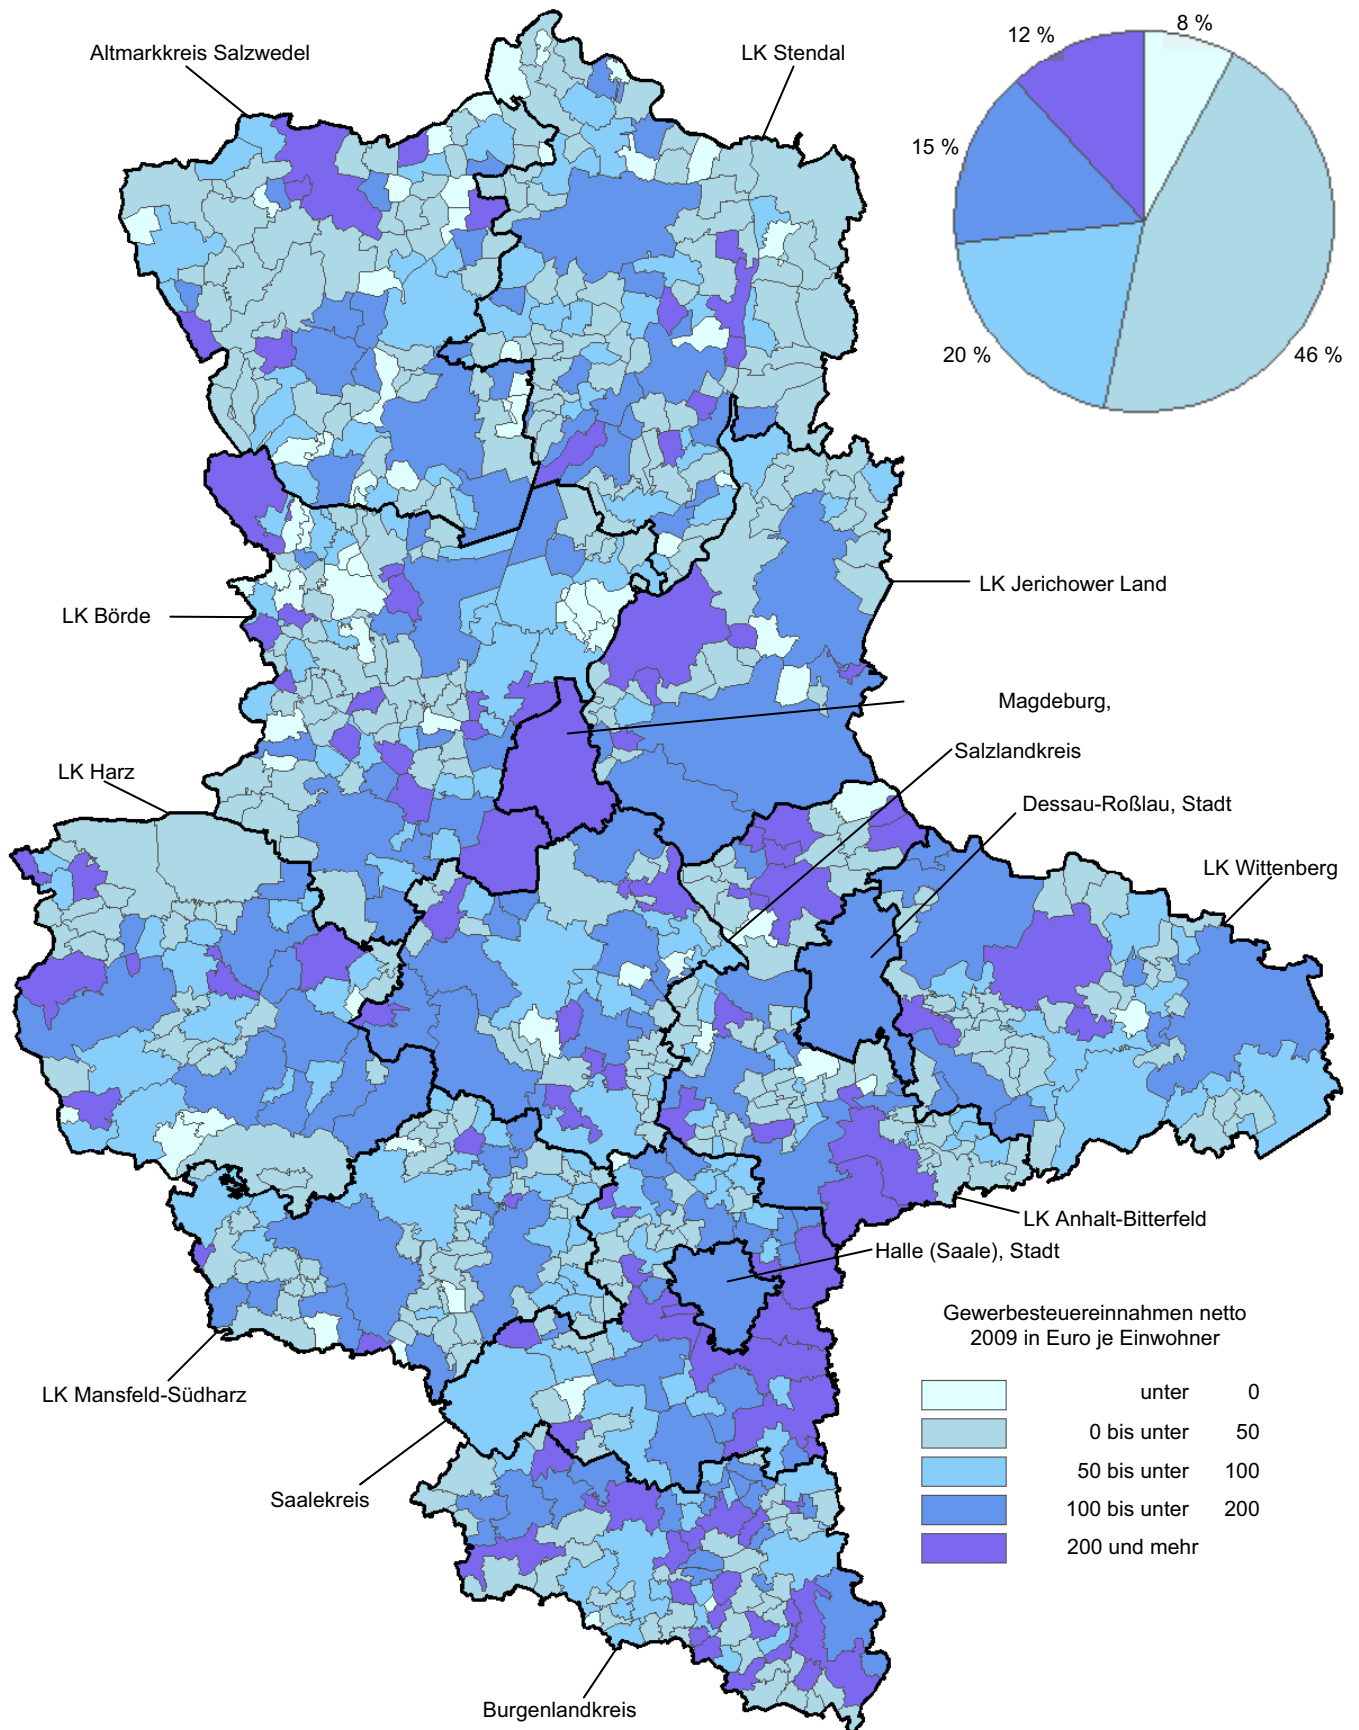 8 %
12 %
Altmarkkreis Salzwedel
LK Stendal
15 %
20 %
46 %
LK Jerichower Land
LK Börde
Magdeburg,
Salzlandkreis
LK Harz
Dessau-Roßlau, Stadt
LK Wittenberg
LK Anhalt-Bitterfeld
Halle (Saale), Stadt
LK Mansfeld-Südharz
Saalekreis
Burgenlandkreis
Gewerbesteuereinnahmen netto
2009 in Euro je Einwohner
unter 0
0 bis unter 50
50 bis unter 100
100 bis unter 200
200 und mehr